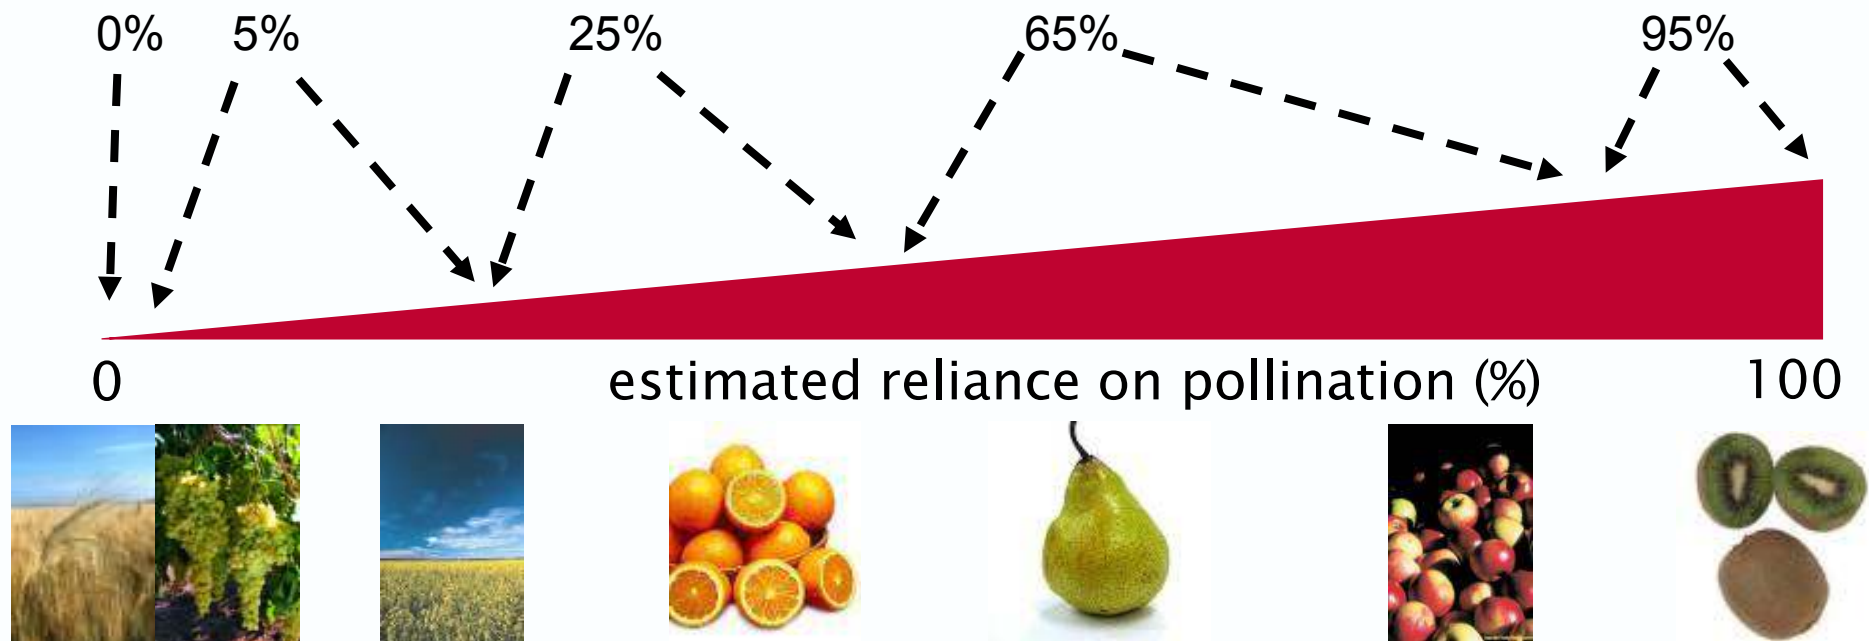 0% 5% 25% 65% 95%
0 estimated reliance on pollination (%) 100